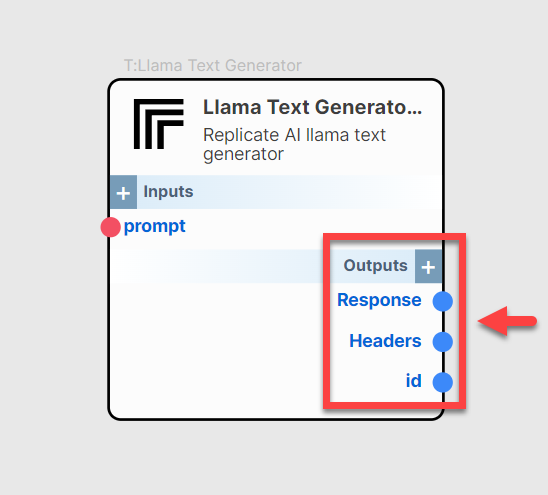 T:Llama Text Generator
Llama Text Generato...
Replicate AI llama text
generator
+ Inputs
prompt
Outputs +
Response
Headers
id